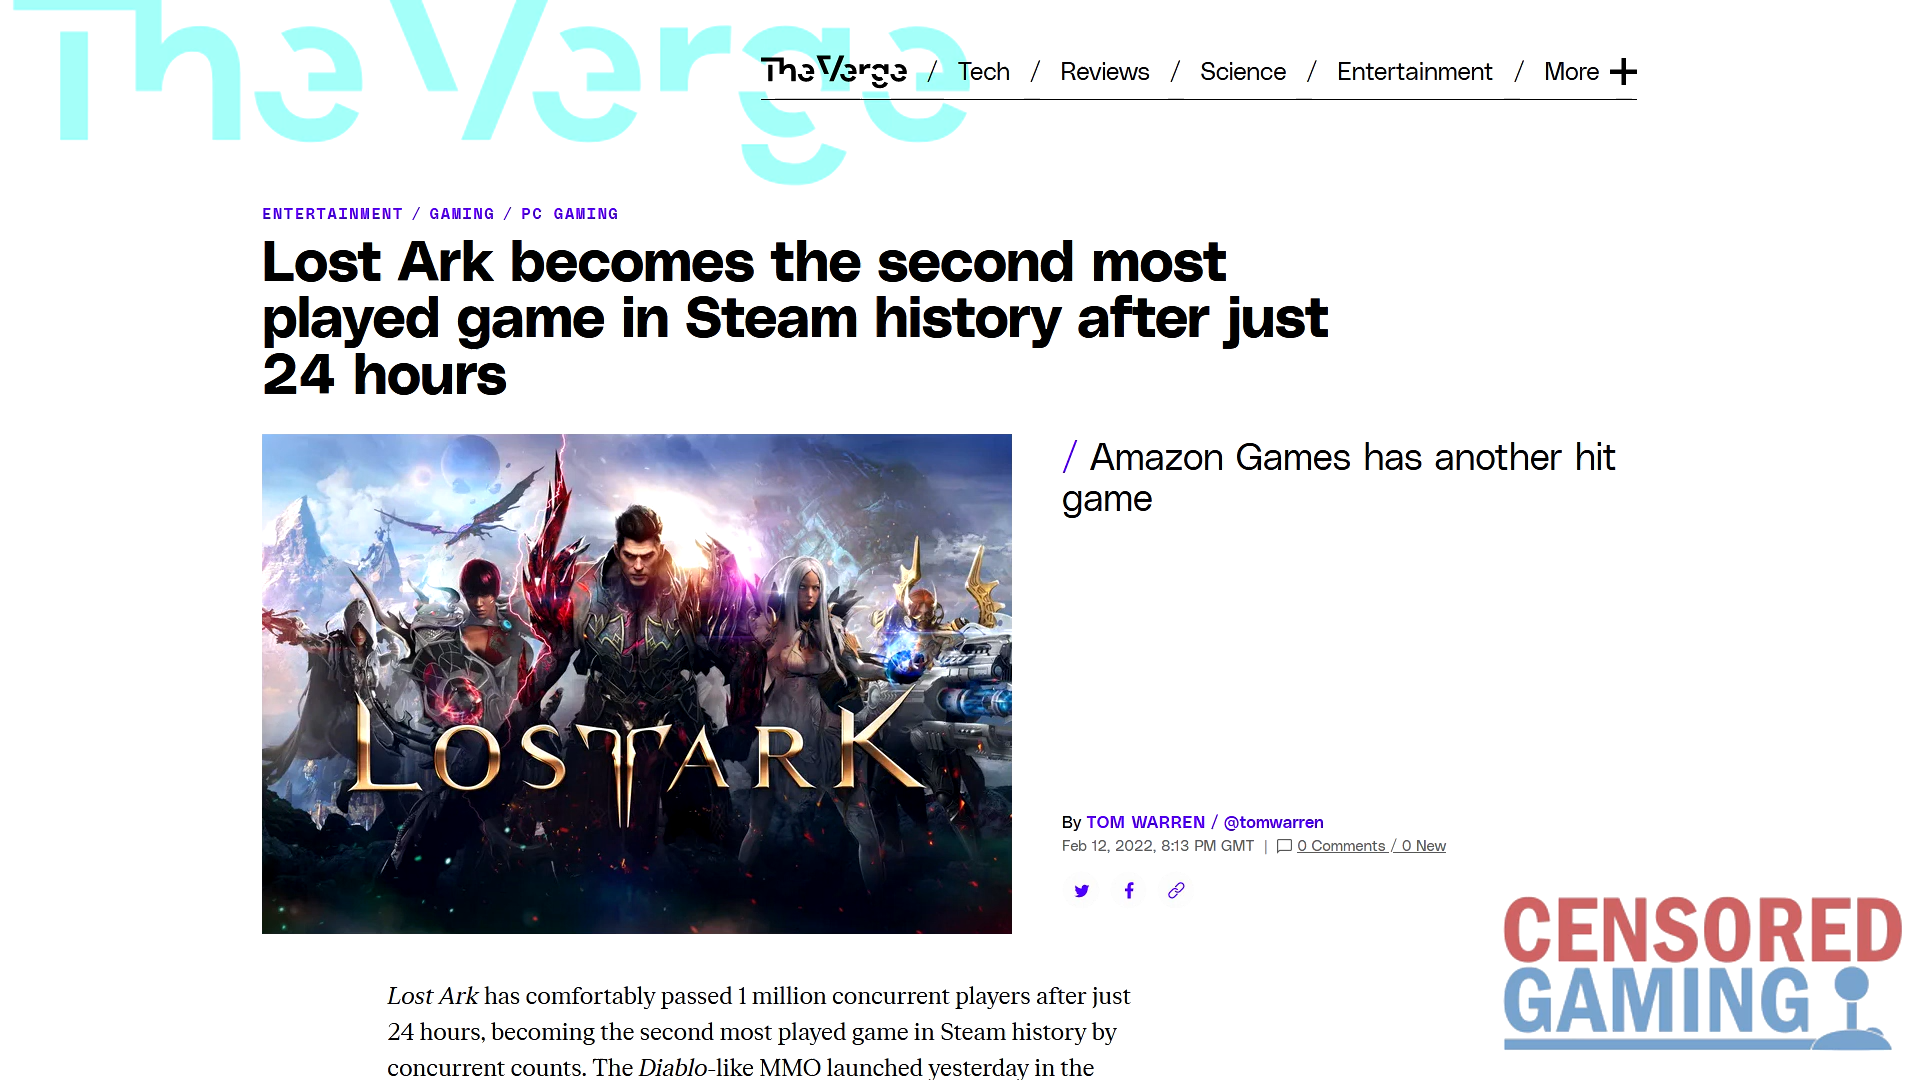 The Verge
The Verge / Tech / Reviews / Science / Entertainment / More +
ENTERTAINMENT / GAMING / PC GAMING
Lost Ark becomes the second most
played game in Steam history after just
24 hours
/ Amazon Games has another hit
game
LOST ARK
By TOM WARREN / @tomwarren
Feb 12, 2022, 8:13 PM GMT | 0 Comments / 0 New
Lost Ark has comfortably passed 1 million concurrent players after just
24 hours, becoming the second most played game in Steam history by
concurrent counts. The Diablo-like MMO launched yesterday in the
CENSORED
GAMING